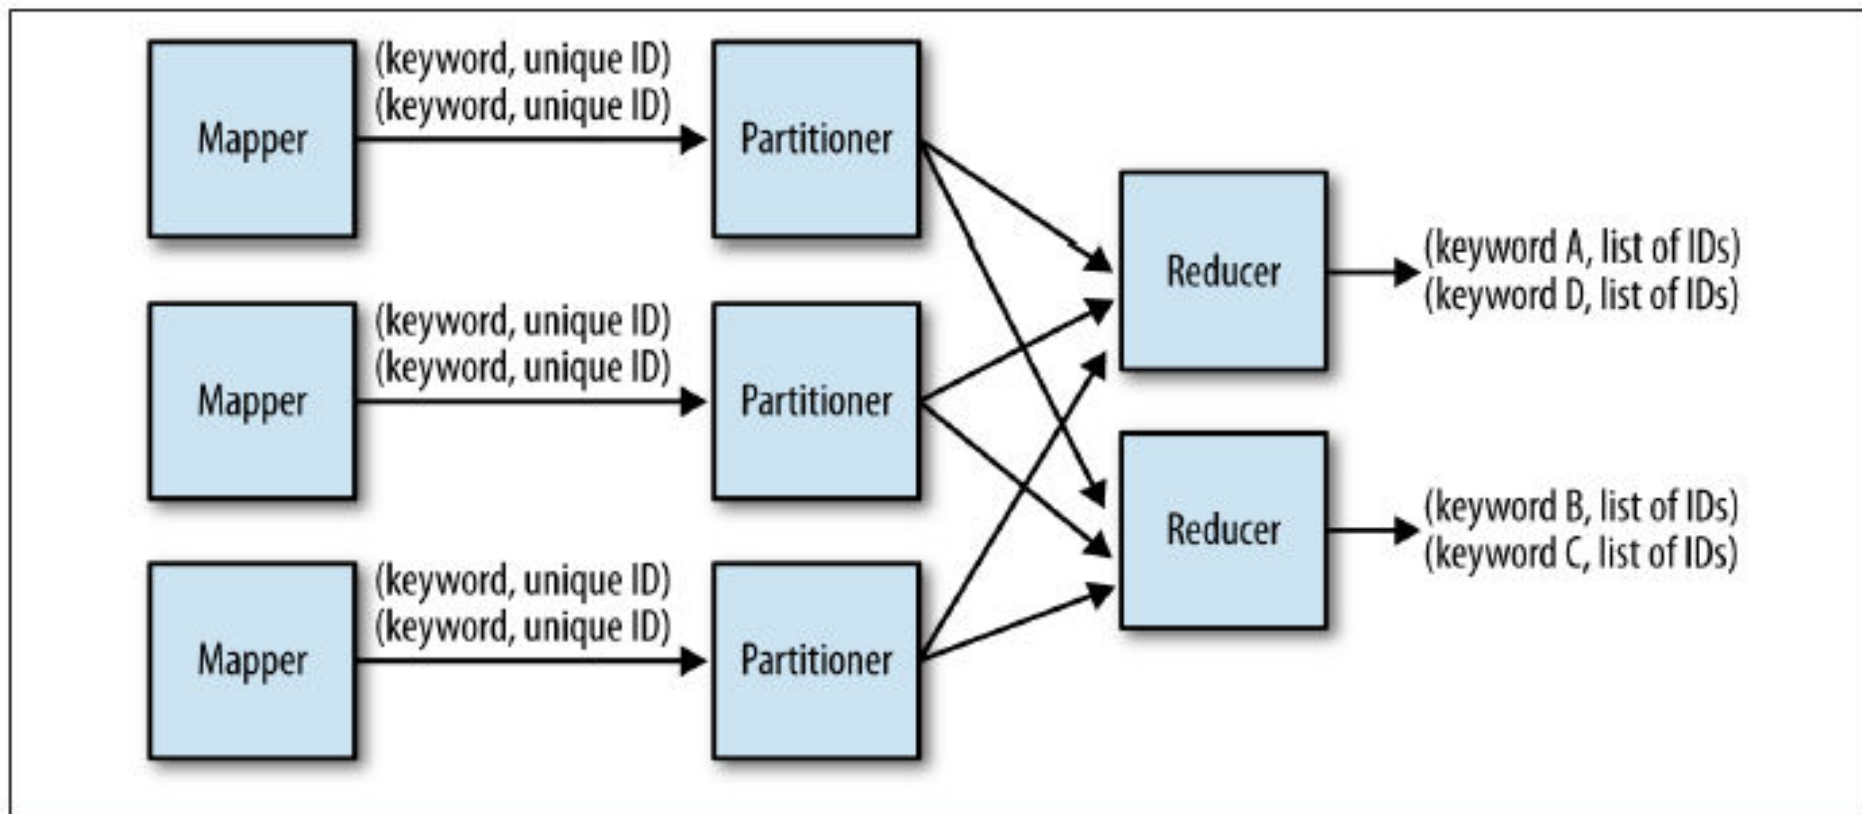 Mapper
(keyword, unique ID)
(keyword, unique ID)
Partitioner
Mapper
(keyword, unique ID)
(keyword, unique ID)
Partitioner
Mapper
(keyword, unique ID)
(keyword, unique ID)
Partitioner
Reducer
(keyword A, list of IDs)
(keyword D, list of IDs)
Reducer
(keyword B, list of IDs)
(keyword C, list of IDs)